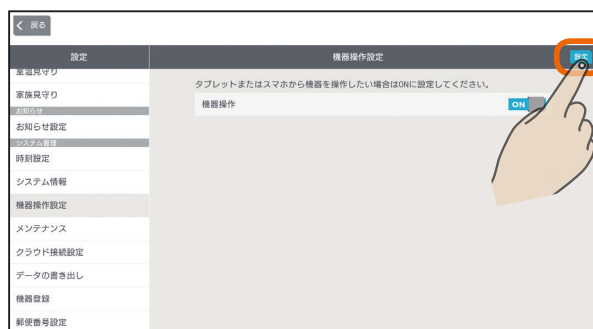 戻る
設定
機器操作設定
設定
室温見守り
家族見守り
お知らせ
お知らせ設定
システム管理
時刻設定
システム情報
機器操作設定
メンテナンス
クラウド接続設定
データの書き出し
機器登録
郵便番号設定
タブレットまたはスマホから機器を操作したい場合はONに設定してください。
機器操作
ON